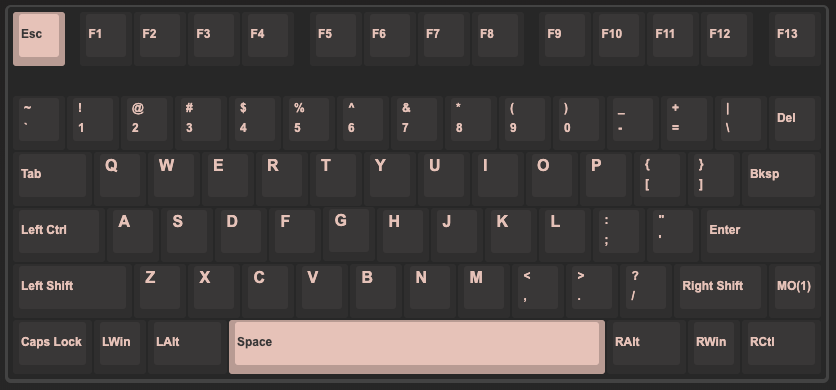 Esc F1 F2 F3 F4 F5 F6 F7 F8 F9 F10 F11 F12 F13
~ ! @ # $ % ^ & * ( ) _ + | Del
` 1 2 3 4 5 6 7 8 9 0 - = \
Tab Q W E R T Y U I O P { } Bksp
[ ]
Left Ctrl A S D F G H J K L : " Enter
; '
Left Shift Z X C V B N M < > ? Right Shift MO(1)
, . /
Caps Lock LWin LAlt Space RAlt RWin RCtl